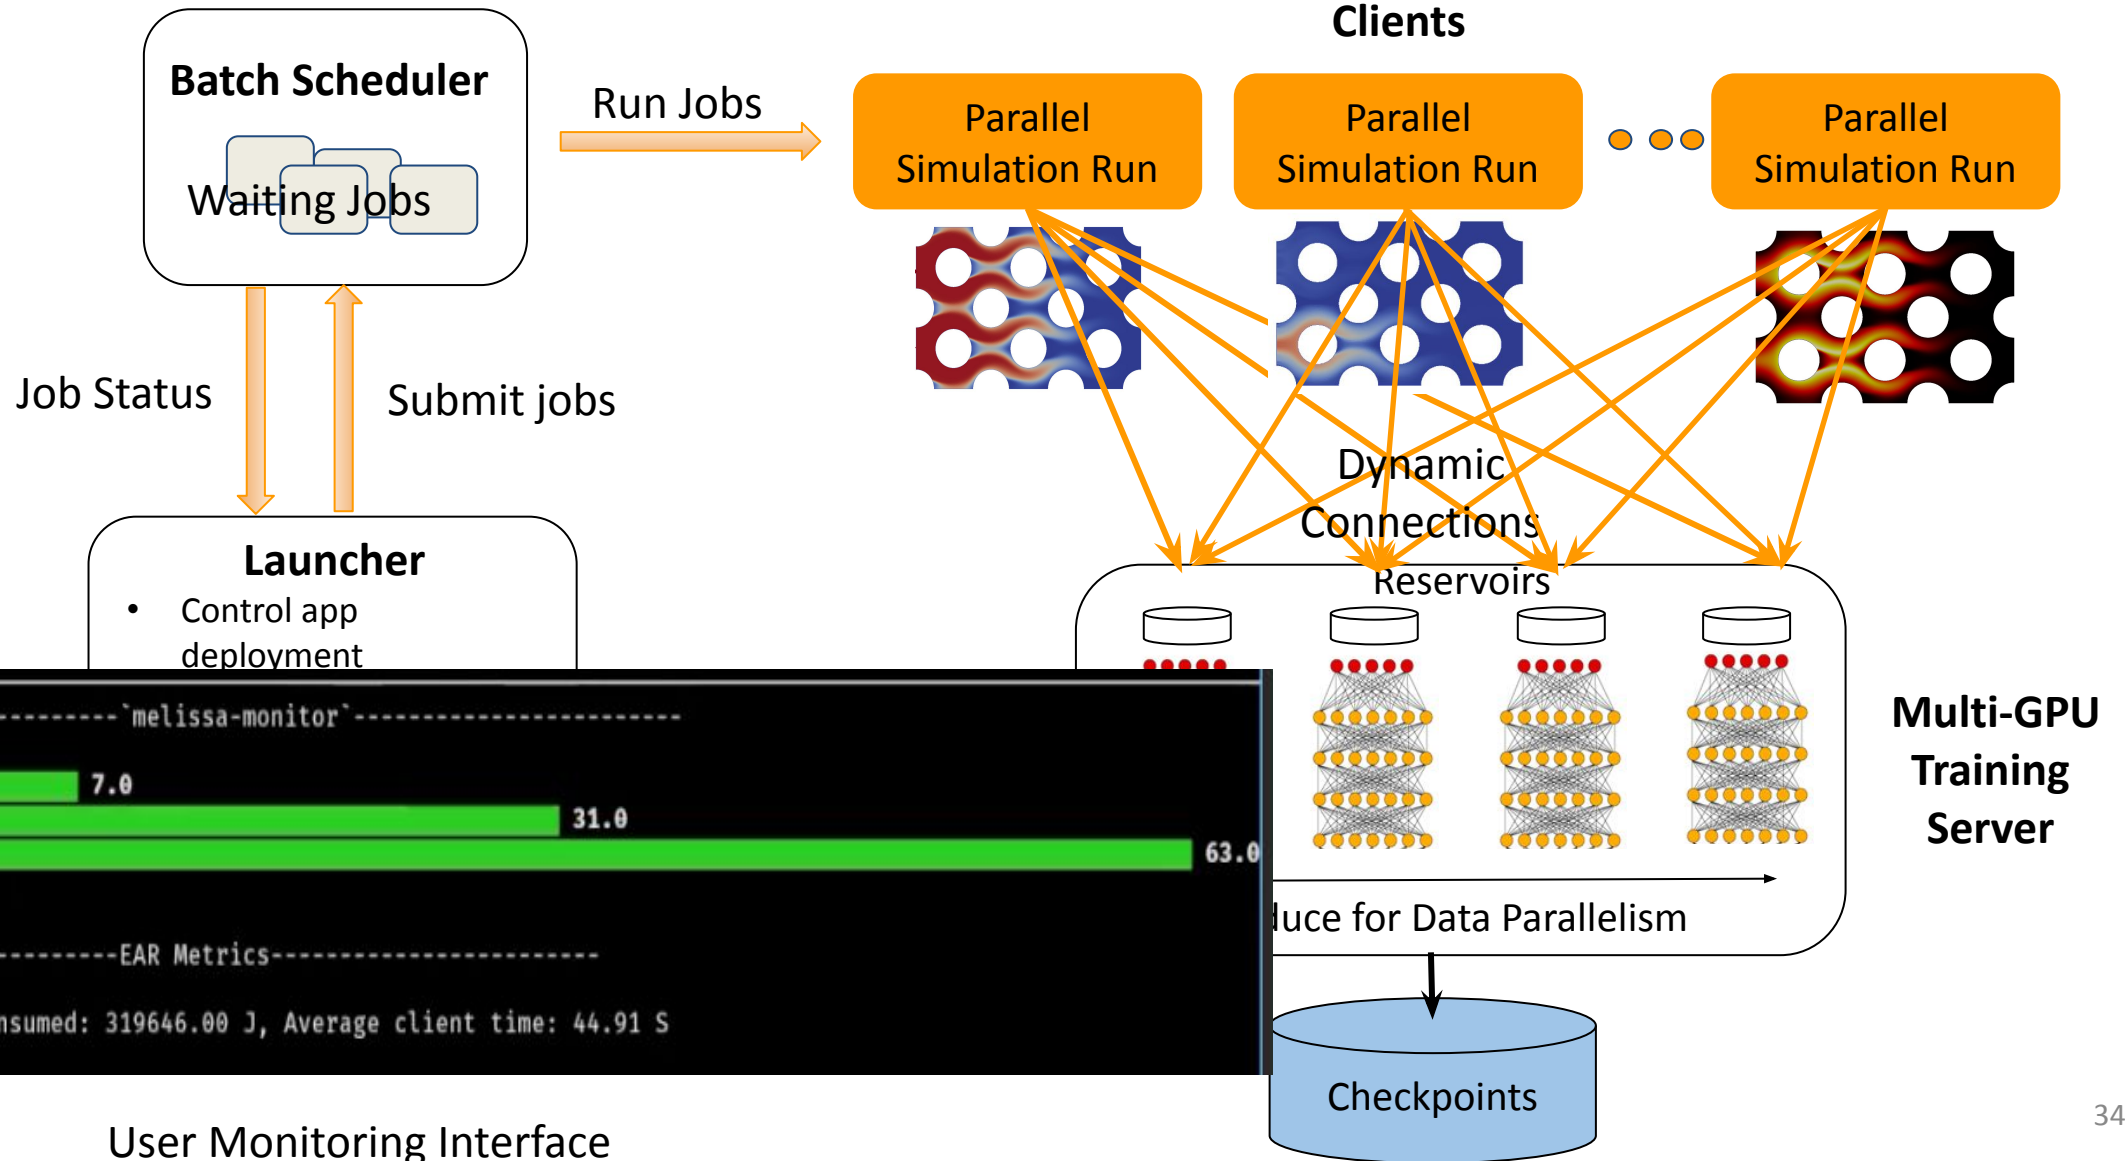 Clients
Batch Scheduler
Waiting Jobs
Run Jobs
Parallel
Simulation Run
Parallel
Simulation Run
Parallel
Simulation Run
Job Status
Submit jobs
Dynamic
Connections
Launcher
• Control app
deployment
Reservoirs
---------`melissa-monitor`------------------------
7.0
31.0
63.0
---------EAR Metrics------------------------
nsumed: 319646.00 J, Average client time: 44.91 S
Multi-GPU
Training
Server
duce for Data Parallelism
Checkpoints
User Monitoring Interface
34